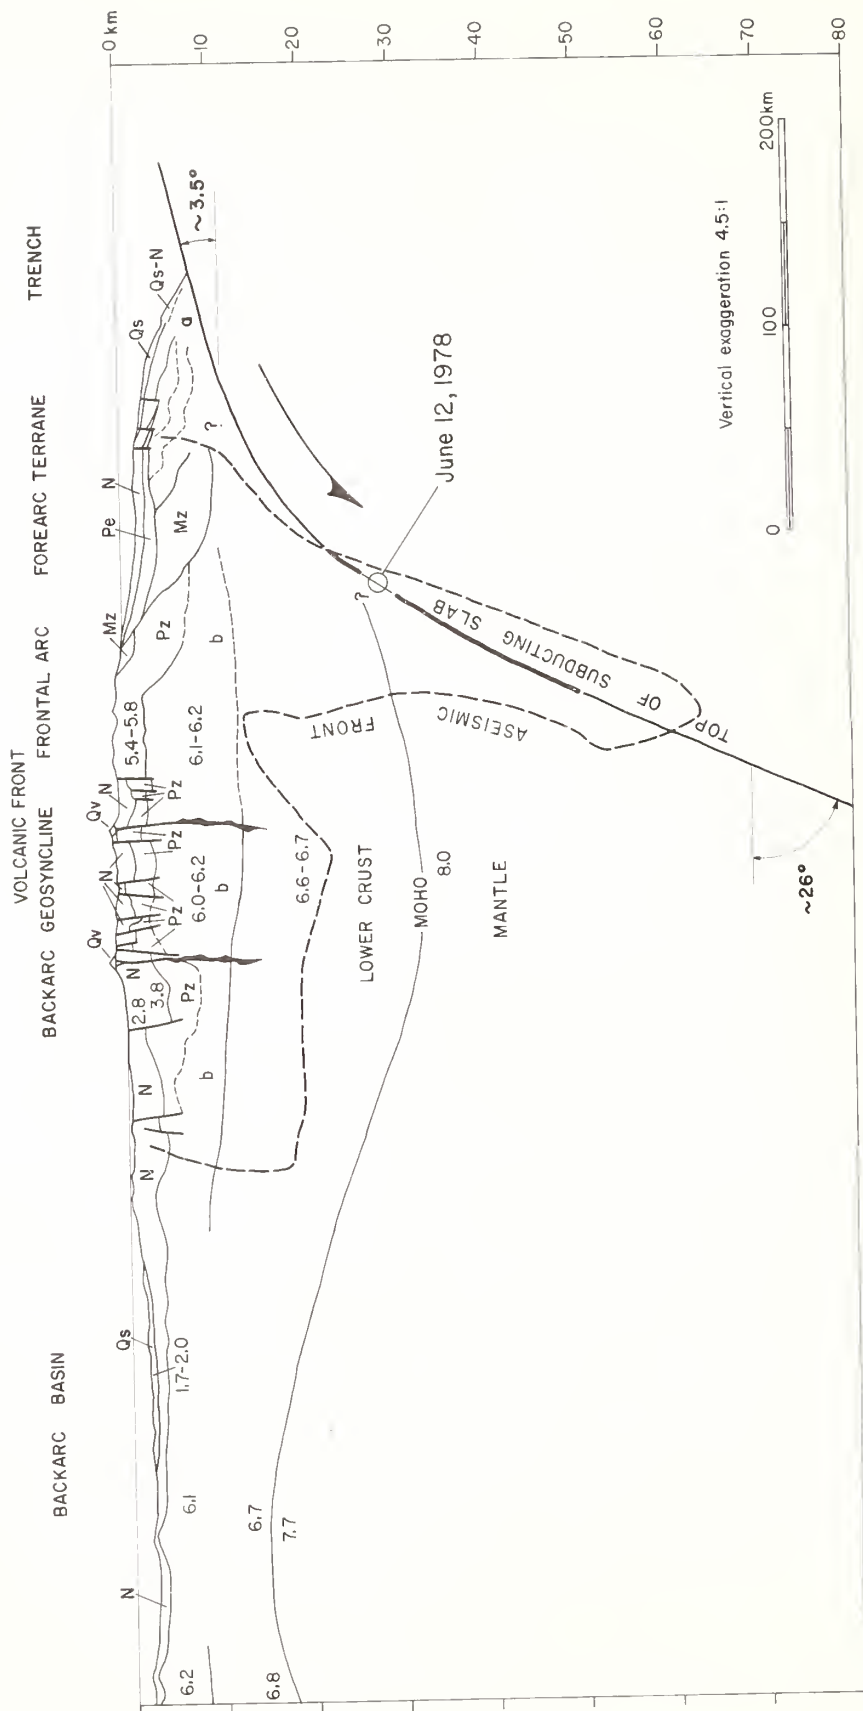 VOLCANIC FRONT
BACKARC BASIN BACKARC GEOSYNCLINE FRONTAL ARC FOREARC TERRANE TRENCH
0 km
-10
-20
-30
-40
-50
-60
-70
80
N
Qs
1.7-2.0
6.2
6.1
6.8
6.7
7.7
N
N
2.8
3.8
Pz
b
Qv
N
N
Pz
6.0-6.2
b
Pz
Qv
N
Pz
5.4-5.8
6.1-6.2
Mz
Pz
b
Pe
N
Mz
Qs
Qs-N
a
?
~3.5°
6.6-6.7
LOWER CRUST
MOHO
8.0
MANTLE
ASEISMIC FRONT
?
June 12, 1978
TOP OF SUBDUCTING SLAB
~26°
Vertical exaggeration 4.5:1
0 100 200km